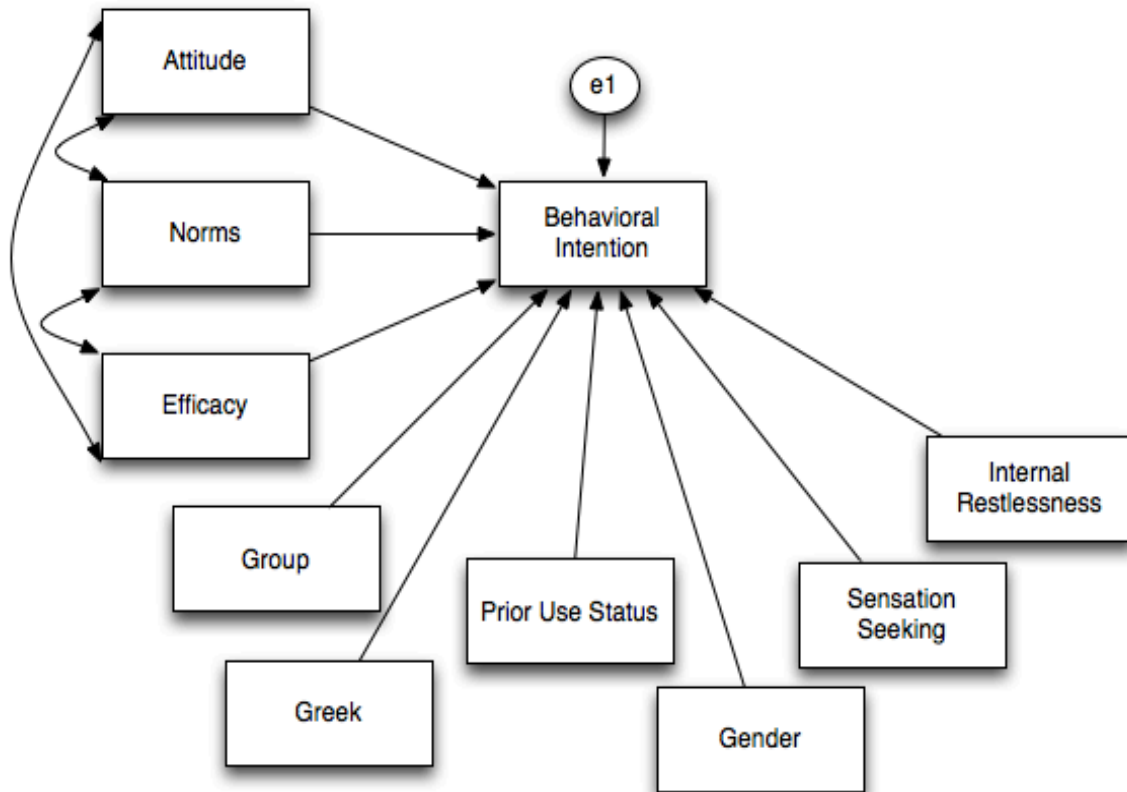 Attitude
e1
Norms
Behavioral
Intention
Efficacy
Internal
Restlessness
Group
Prior Use Status
Sensation
Seeking
Greek
Gender